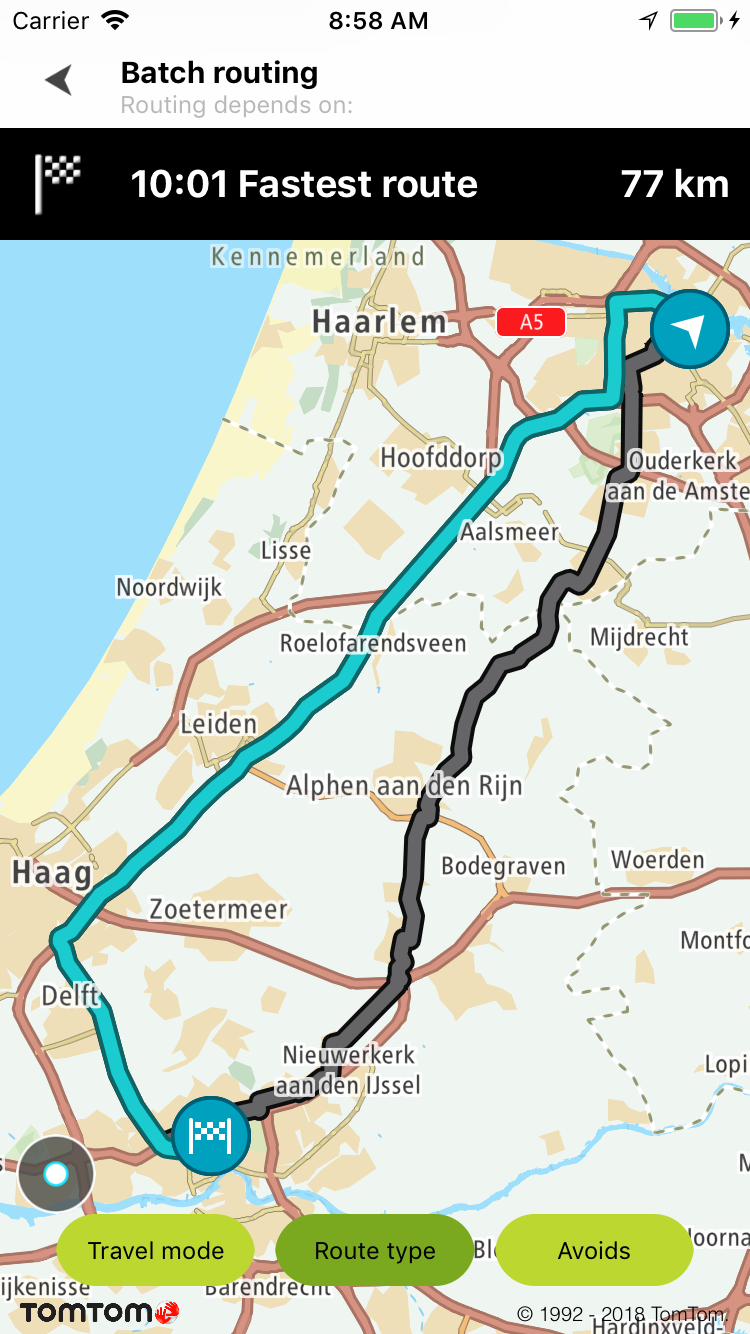 Carrier 8:58 AM
Batch routing
Routing depends on:
10:01 Fastest route 77 km
Kennemerland
Haarlem
A5
Hoofddorp
Ouderkerk
aan de Amste
Aalsmeer
Lisse
Noordwijk
Mijdrecht
Roelofarendsveen
Leiden
Alphen aan den Rijn
Bodegraven
Woerden
Haag
Zoetermeer
Montfo
Delft
Nieuwerkerk
aan den IJssel
Lopi
Travel mode
Route type
Bl
Avoids
loorna
ijkenisse
Barendrecht
TOMTOM
© 1992 - 2018 TomTom.
Hardinxveld-